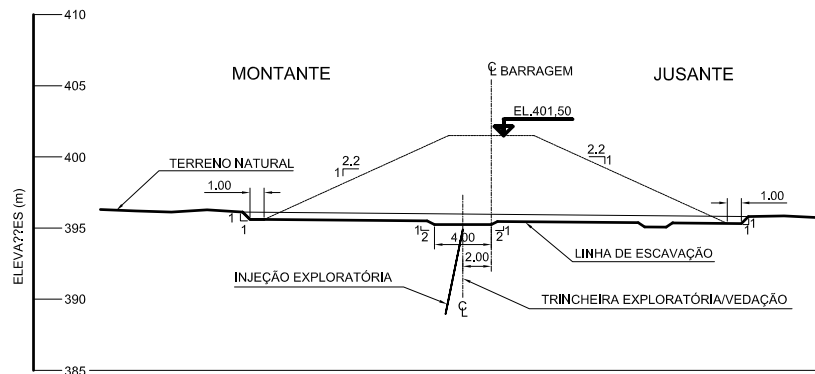 410
MONTANTE
℄ BARRAGEM
JUSANTE
405
EL.401,50
400
TERRENO NATURAL
2.2
1
2.2
1
1.00
1.00
395
1
1
1
2
4.00
2
1
1
1
2.00
LINHA DE ESCAVAÇÃO
INJEÇÃO EXPLORATÓRIA
TRINCHEIRA EXPLORATÓRIA/VEDAÇÃO
390
℄
385
ELEVA??ES (m)